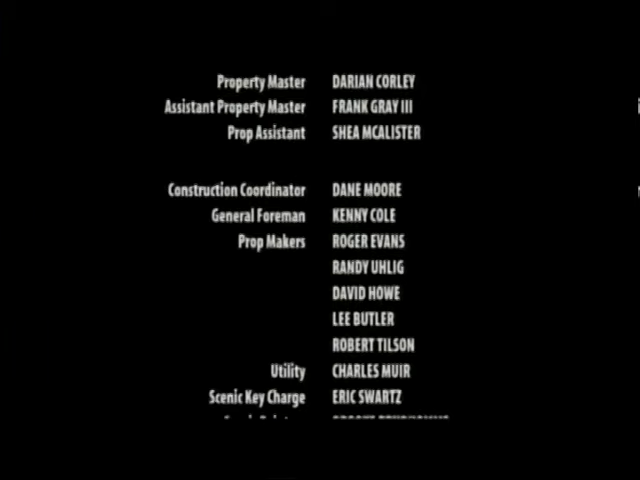 Property Master DARIAN CORLEY
Assistant Property Master FRANK GRAY III
Prop Assistant SHEA MCALISTER
Construction Coordinator DANE MOORE
General Foreman KENNY COLE
Prop Makers ROGER EVANS
RANDY UHLIG
DAVID HOWE
LEE BUTLER
ROBERT TILSON
Utility CHARLES MUIR
Scenic Key Charge ERIC SWARTZ